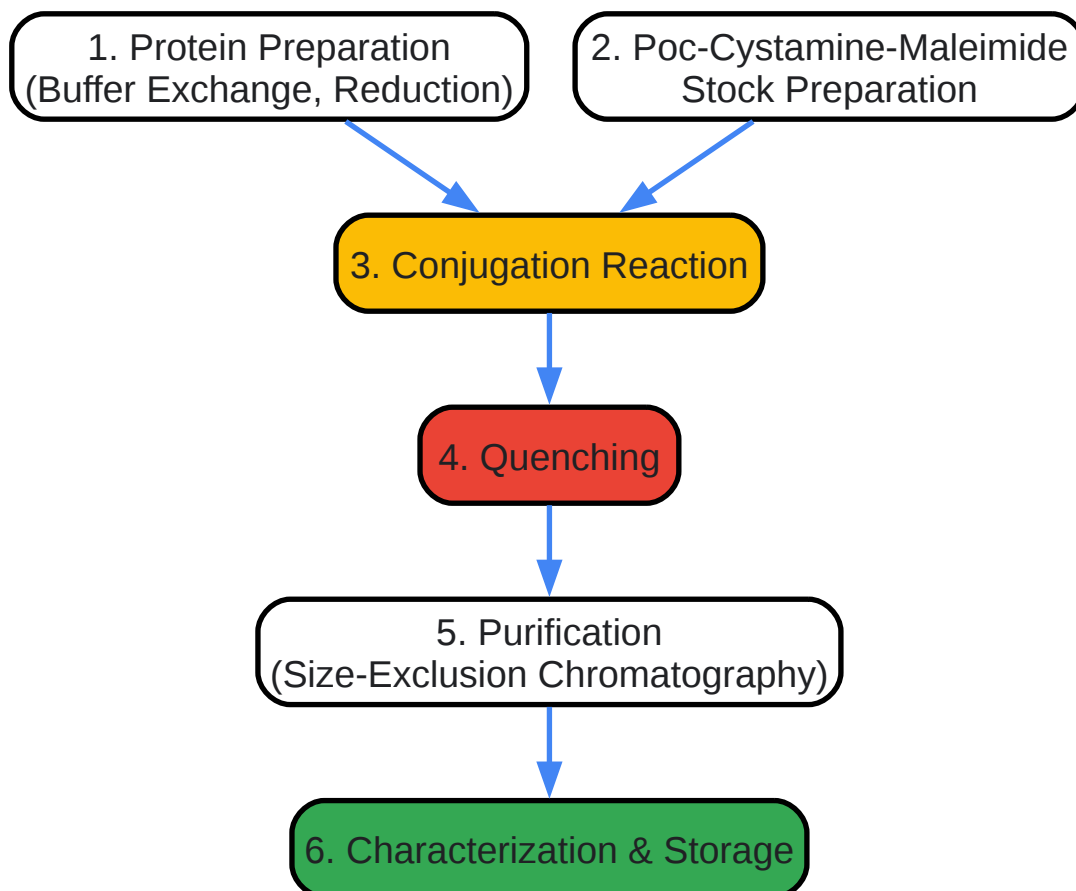 1. Protein Preparation
(Buffer Exchange, Reduction)
2. Poc-Cystamine-Maleimide
Stock Preparation
3. Conjugation Reaction
4. Quenching
5. Purification
(Size-Exclusion Chromatography)
6. Characterization & Storage